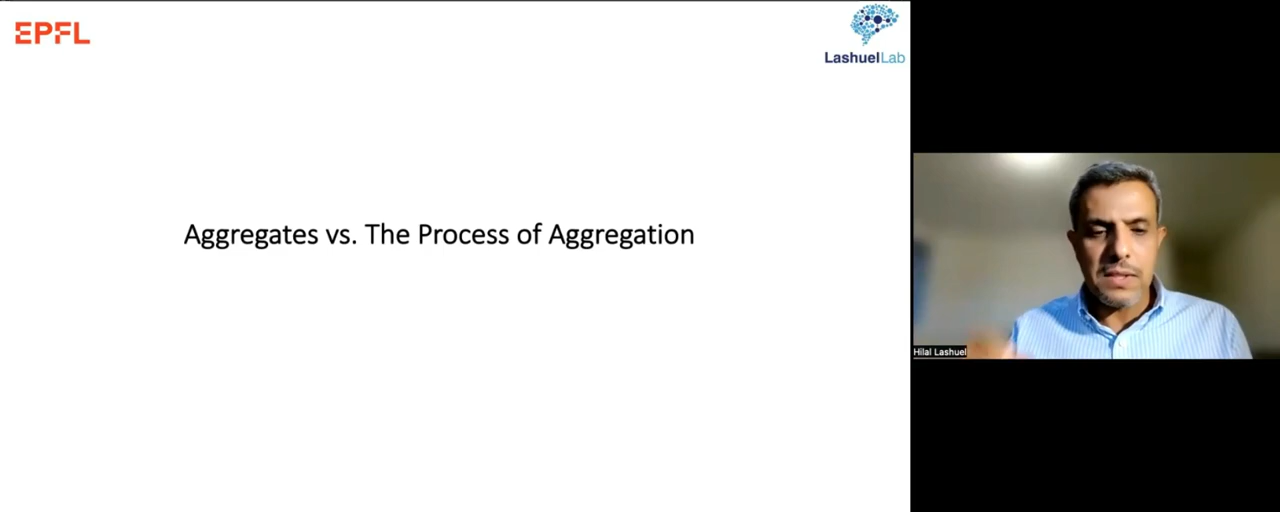 EPFL
LashuelLab
Aggregates vs. The Process of Aggregation
Hilal Lashuel